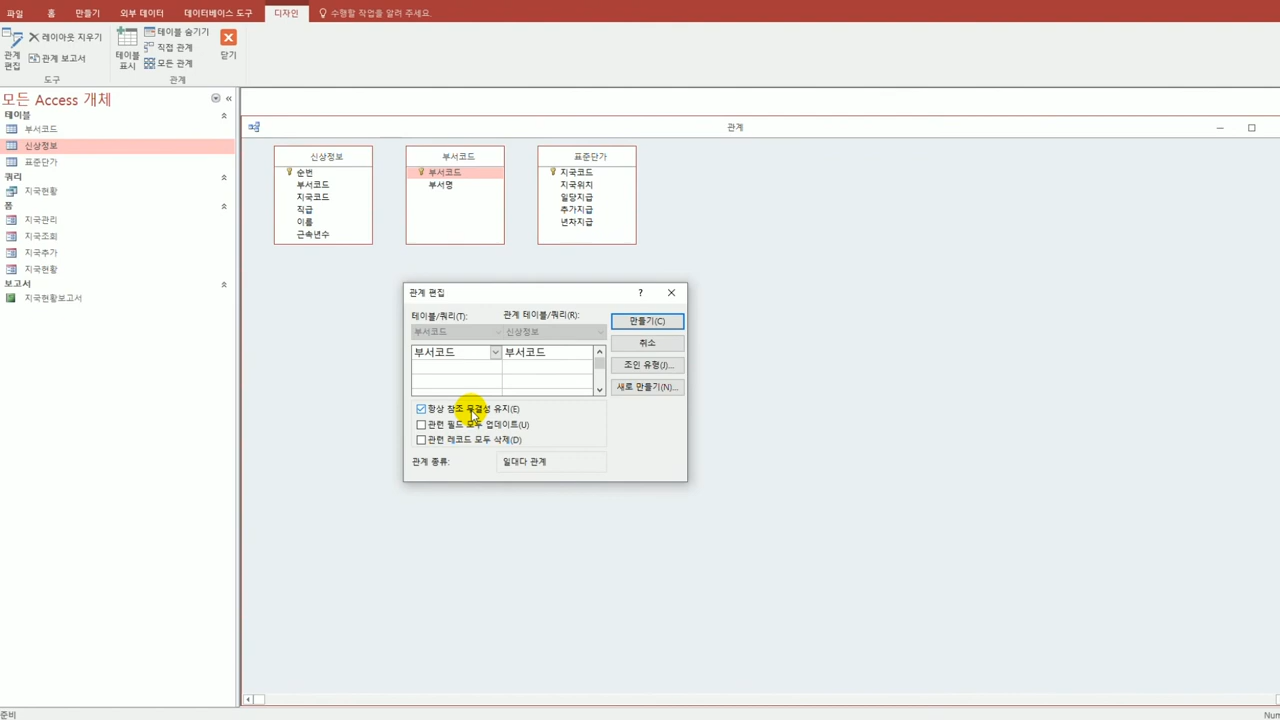 파일 홈 만들기 외부 데이터 데이터베이스 도구 디자인 수행할 작업을 알려 주세요.
관계 편집
레이아웃 지우기
관계 보고서
도구
테이블 표시
테이블 숨기기
직접 관계
모든 관계
관계
닫기
모든 Access 개체
테이블
부서코드
신상정보
표준단가
쿼리
지국현황
폼
지국관리
지국조회
지국추가
지국현황
보고서
지국현황보고서
관계
신상정보
순번
부서코드
지국코드
직급
이름
근속년수
부서코드
부서코드
부서명
표준단가
지국코드
지국위치
일당지급
추가지급
년차지급
관계 편집
테이블/쿼리(T): 관계 테이블/쿼리(R):
부서코드 신상정보
부서코드 부서코드
항상 참조 무결성 유지(E)
관련 필드 모두 업데이트(U)
관련 레코드 모두 삭제(D)
관계 종류: 일대다 관계
만들기(C)
취소
조인 유형(J)...
새로 만들기(N)...
준비
Num